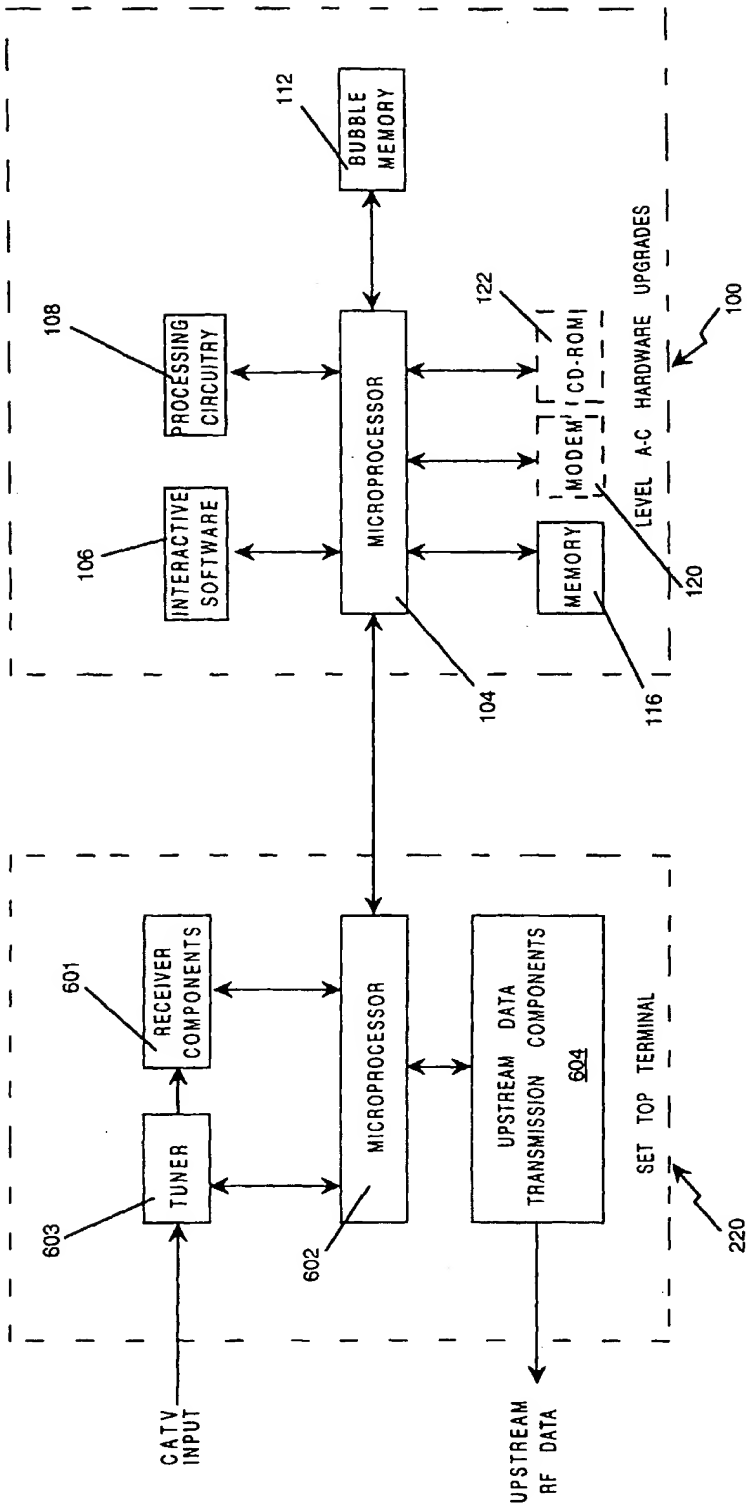 CATV
INPUT
UPSTREAM
RF DATA
603
601
TUNER
RECEIVER
COMPONENTS
MICROPROCESSOR
602
UPSTREAM DATA
TRANSMISSION COMPONENTS
604
SET TOP TERMINAL
220
106
108
112
INTERACTIVE
SOFTWARE
PROCESSING
CIRCUITRY
BUBBLE
MEMORY
MICROPROCESSOR
104
122
MEMORY
MODEM
CD-ROM
116
120
LEVEL A-C HARDWARE UPGRADES
100